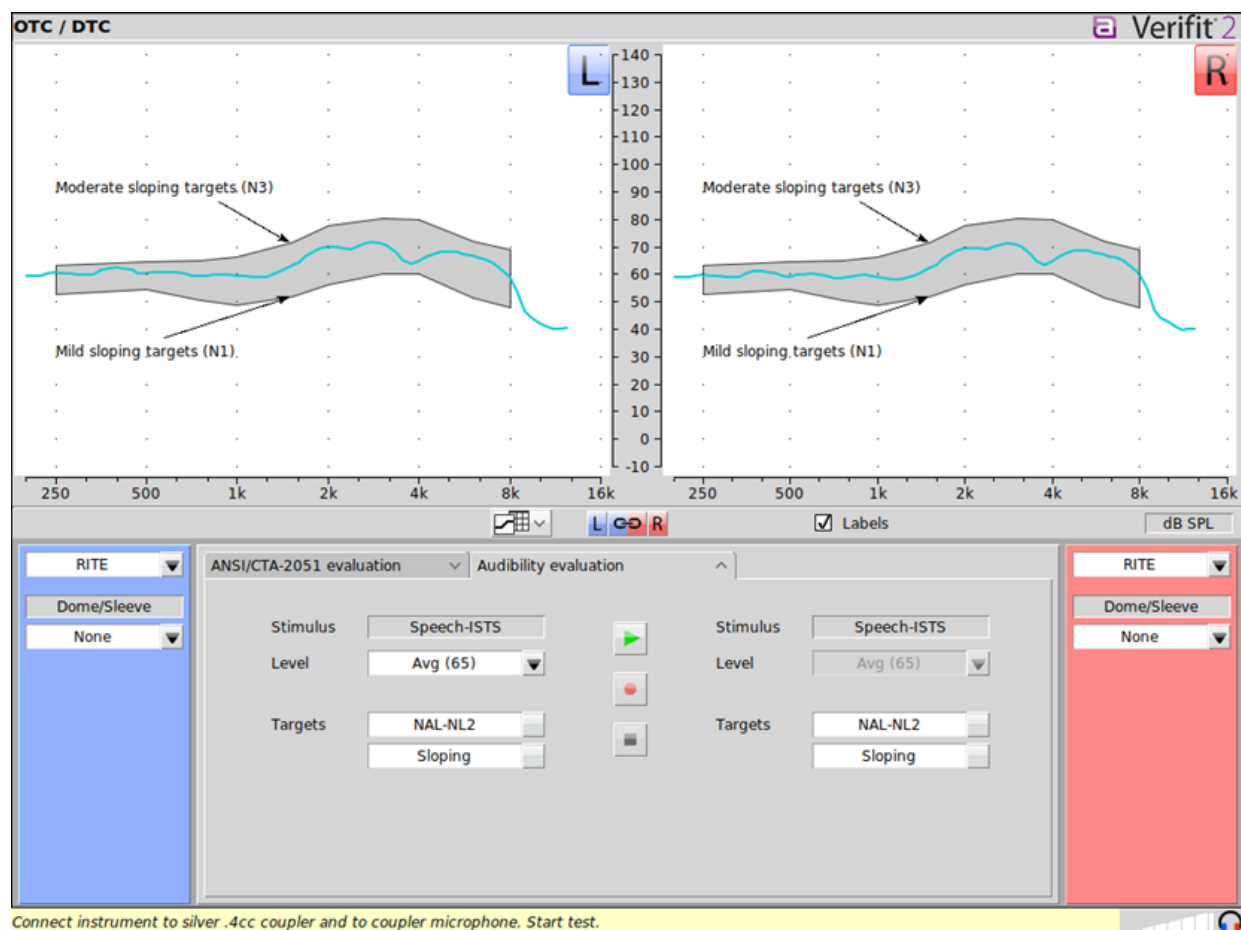 OTC / DTC
a Verifit 2
L
R
140
130
120
110
100
90
80
70
60
50
40
30
20
10
0
-10
Moderate sloping targets (N3)
Mild sloping targets (N1)
Moderate sloping targets (N3)
Mild sloping targets (N1)
250 500 1k 2k 4k 8k 16k
250 500 1k 2k 4k 8k 16k
L R
Labels
dB SPL
RITE
Dome/Sleeve
None
ANSI/CTA-2051 evaluation
Audibility evaluation
Stimulus Speech-ISTS
Level Avg (65)
Targets NAL-NL2
Sloping
Stimulus Speech-ISTS
Level Avg (65)
Targets NAL-NL2
Sloping
RITE
Dome/Sleeve
None
Connect instrument to silver .4cc coupler and to coupler microphone. Start test.